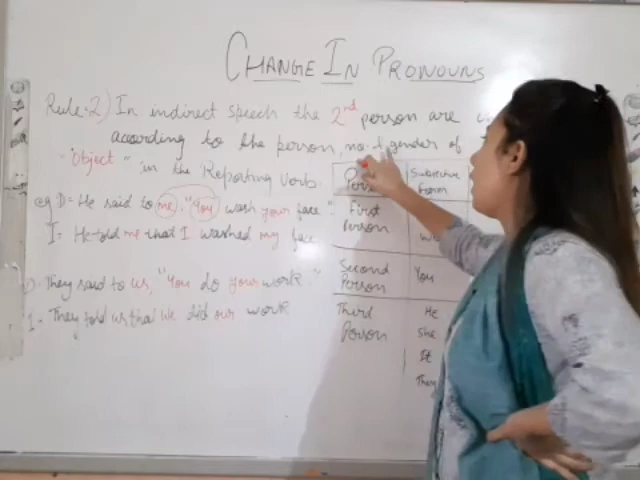 CHANGE IN PRONOUNS
Rule:2) In indirect speech the 2nd person are
according to the person, no & gender of
"Object" in the Reporting Verb.
eg D= He said to me, "You wash your face".
I= He told me that I washed my face
D- They said to us, "You do your work."
I- They told us that we did our work
Subjective Form
First Person
We
Second Person You
Third Person He
She
It
They